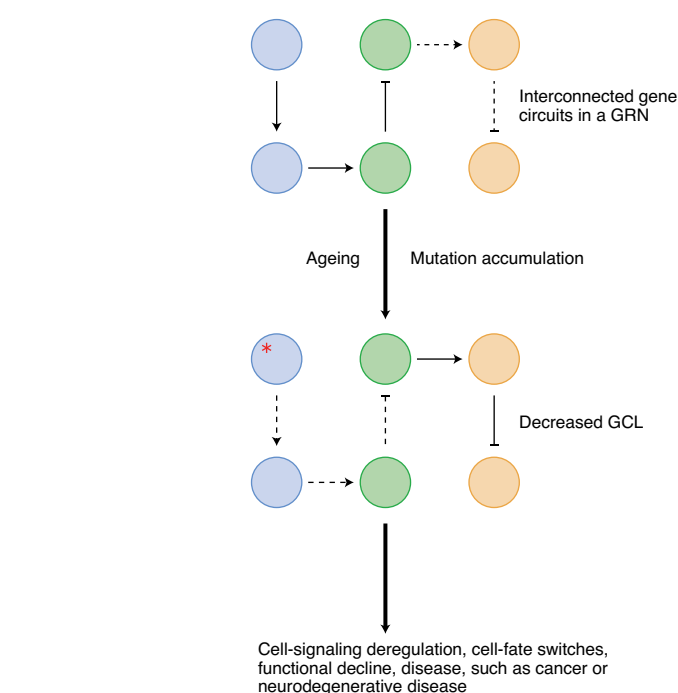 Interconnected gene
circuits in a GRN
Ageing
Mutation accumulation
*
Decreased GCL
Cell-signaling deregulation, cell-fate switches,
functional decline, disease, such as cancer or
neurodegenerative disease